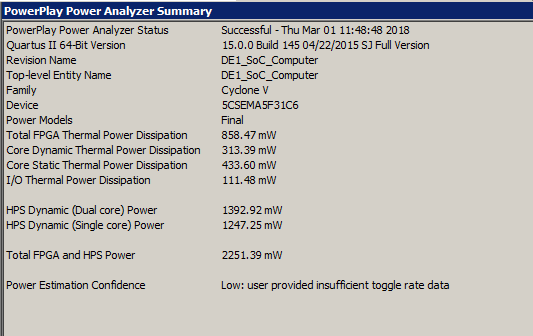 PowerPlay Power Analyzer Summary
PowerPlay Power Analyzer Status Successful - Thu Mar 01 11:48:48 2018
Quartus II 64-Bit Version 15.0.0 Build 145 04/22/2015 SJ Full Version
Revision Name DE1_SoC_Computer
Top-level Entity Name DE1_SoC_Computer
Family Cyclone V
Device 5CSEMA5F31C6
Power Models Final
Total FPGA Thermal Power Dissipation 858.47 mW
Core Dynamic Thermal Power Dissipation 313.39 mW
Core Static Thermal Power Dissipation 433.60 mW
I/O Thermal Power Dissipation 111.48 mW
HPS Dynamic (Dual core) Power 1392.92 mW
HPS Dynamic (Single core) Power 1247.25 mW
Total FPGA and HPS Power 2251.39 mW
Power Estimation Confidence Low: user provided insufficient toggle rate data